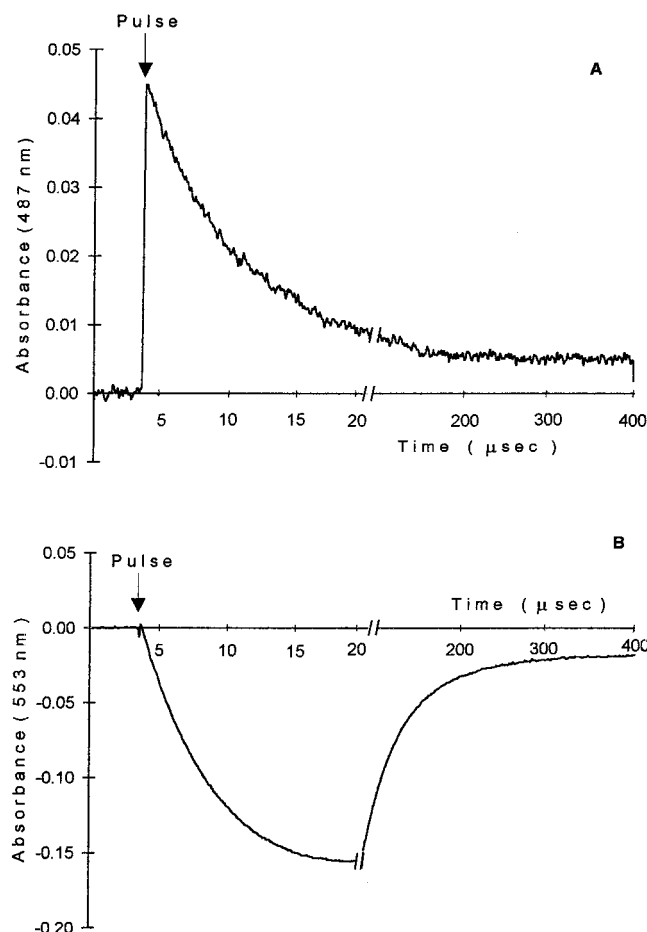 Pulse
A
0.05
0.04
0.03
0.02
0.01
0.00
-0.01
Absorbance (487 nm)
5 10 15 20 200 300 400
Time ( μsec )
B
Pulse
0.05
0.00
-0.05
-0.10
-0.15
-0.20
Absorbance ( 553 nm )
Time ( μsec )
5 10 15 20 200 300 400